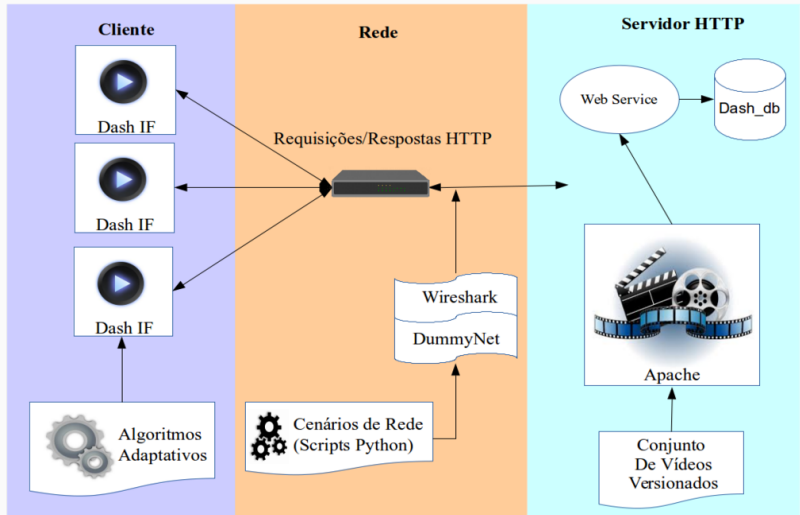 Cliente
Rede
Servidor HTTP
Dash IF
Dash IF
Dash IF
Algoritmos
Adaptativos
Requisições/Respostas HTTP
Wireshark
DummyNet
Cenários de Rede
(Scripts Python)
Web Service
Dash_db
Apache
Conjunto
De Vídeos
Versionados